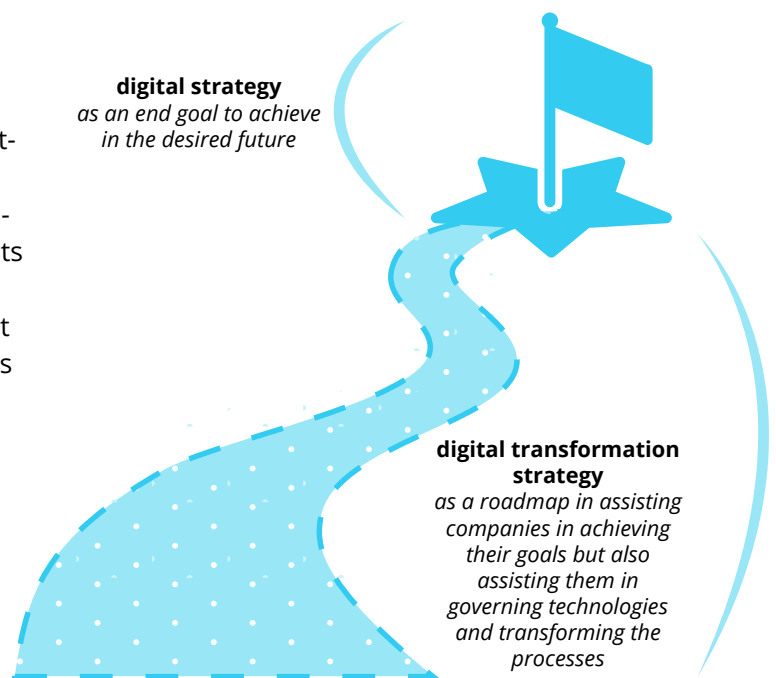 digital strategy
as an end goal to achieve
in the desired future
t-
-
ts
t
s
digital transformation
strategy
as a roadmap in assisting
companies in achieving
their goals but also
assisting them in
governing technologies
and transforming the
processes